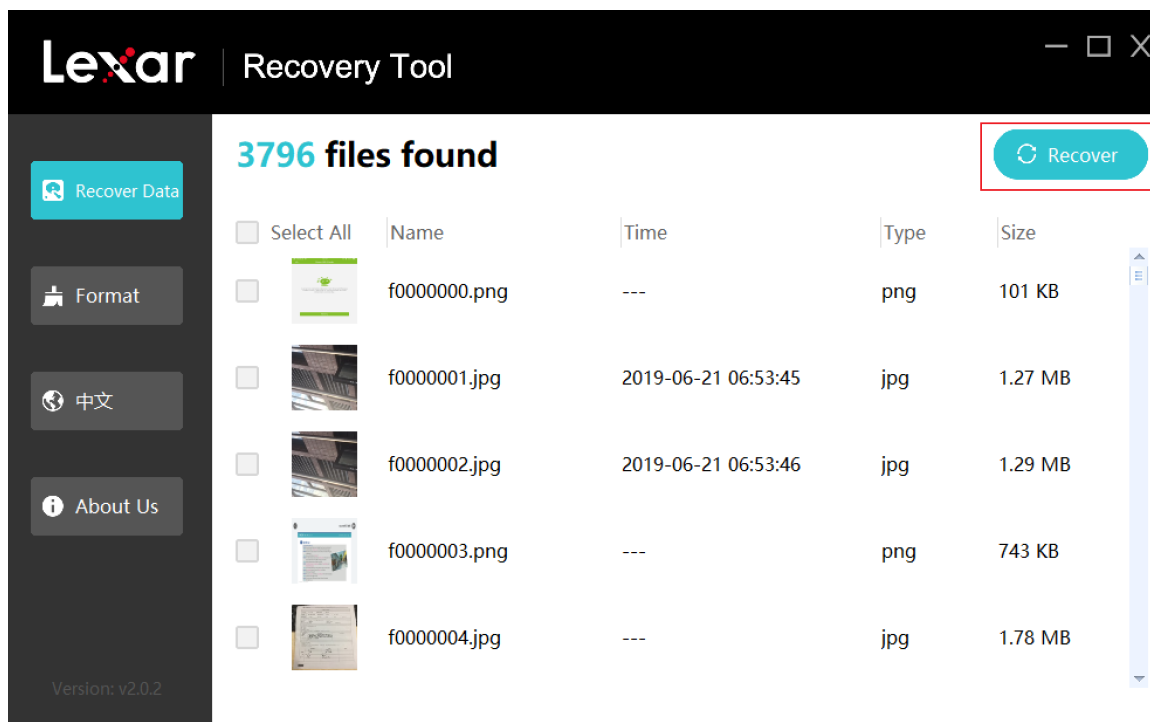 Lexar Recovery Tool
3796 files found
Recover
Recover Data
Format
中文
About Us
Version: v2.0.2
Select All Name Time Type Size
f0000000.png --- png 101 KB
f0000001.jpg 2019-06-21 06:53:45 jpg 1.27 MB
f0000002.jpg 2019-06-21 06:53:46 jpg 1.29 MB
f0000003.png --- png 743 KB
f0000004.jpg --- jpg 1.78 MB